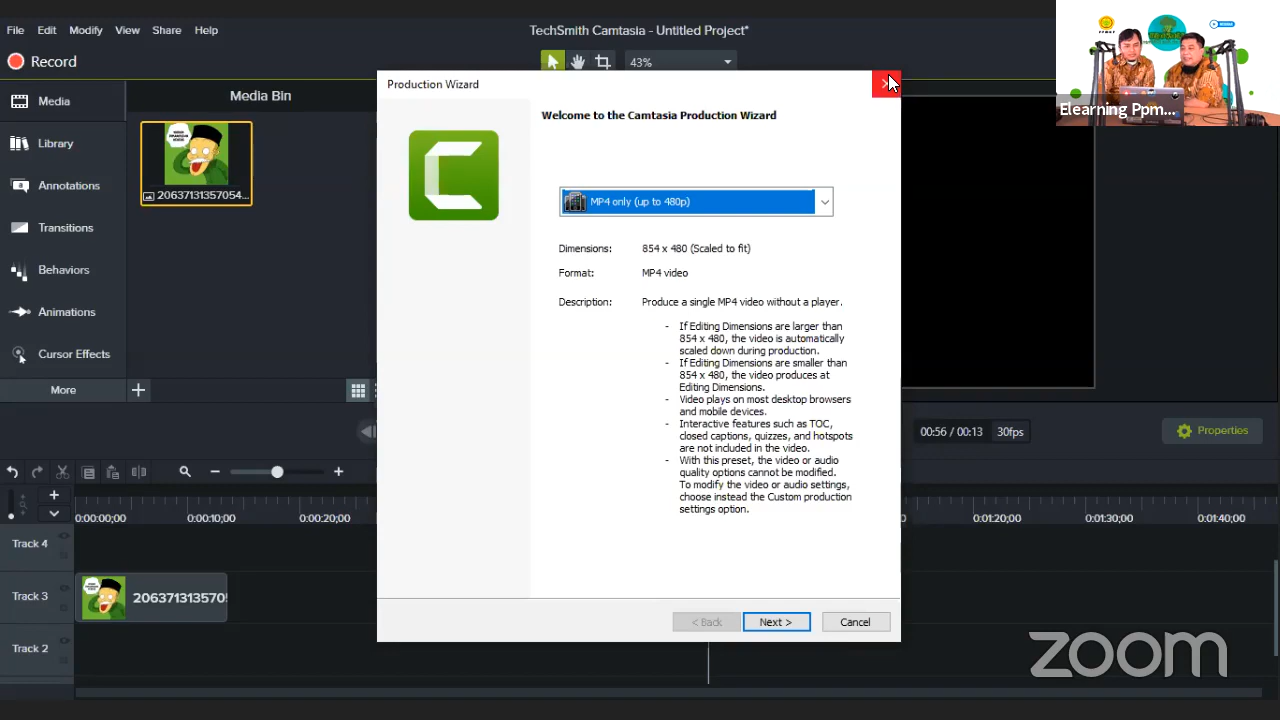 File Edit Modify View Share Help
TechSmith Camtasia - Untitled Project*
Record
43%
Elearning Ppm...
Media
Library
Annotations
Transitions
Behaviors
Animations
Cursor Effects
More
Media Bin
20637131357054...
Production Wizard
Welcome to the Camtasia Production Wizard
MP4 only (up to 480p)
Dimensions: 854 x 480 (Scaled to fit)
Format: MP4 video
Description: Produce a single MP4 video without a player.
- If Editing Dimensions are larger than
854 x 480, the video is automatically
scaled down during production.
- If Editing Dimensions are smaller than
854 x 480, the video produces at
Editing Dimensions.
- Video plays on most desktop browsers
and mobile devices.
- Interactive features such as TOC,
closed captions, quizzes, and hotspots
are not included in the video.
- With this preset, the video or audio
quality options cannot be modified.
To modify the video or audio settings,
choose instead the Custom production
settings option.
< Back Next > Cancel
00:56 / 00:13 30fps
Properties
0:00:00;00 0:00:10;00 0:00:20;00 0:01:20;00 0:01:30;00 0:01:40;00
Track 4
Track 3
206371313570
Track 2
zoom